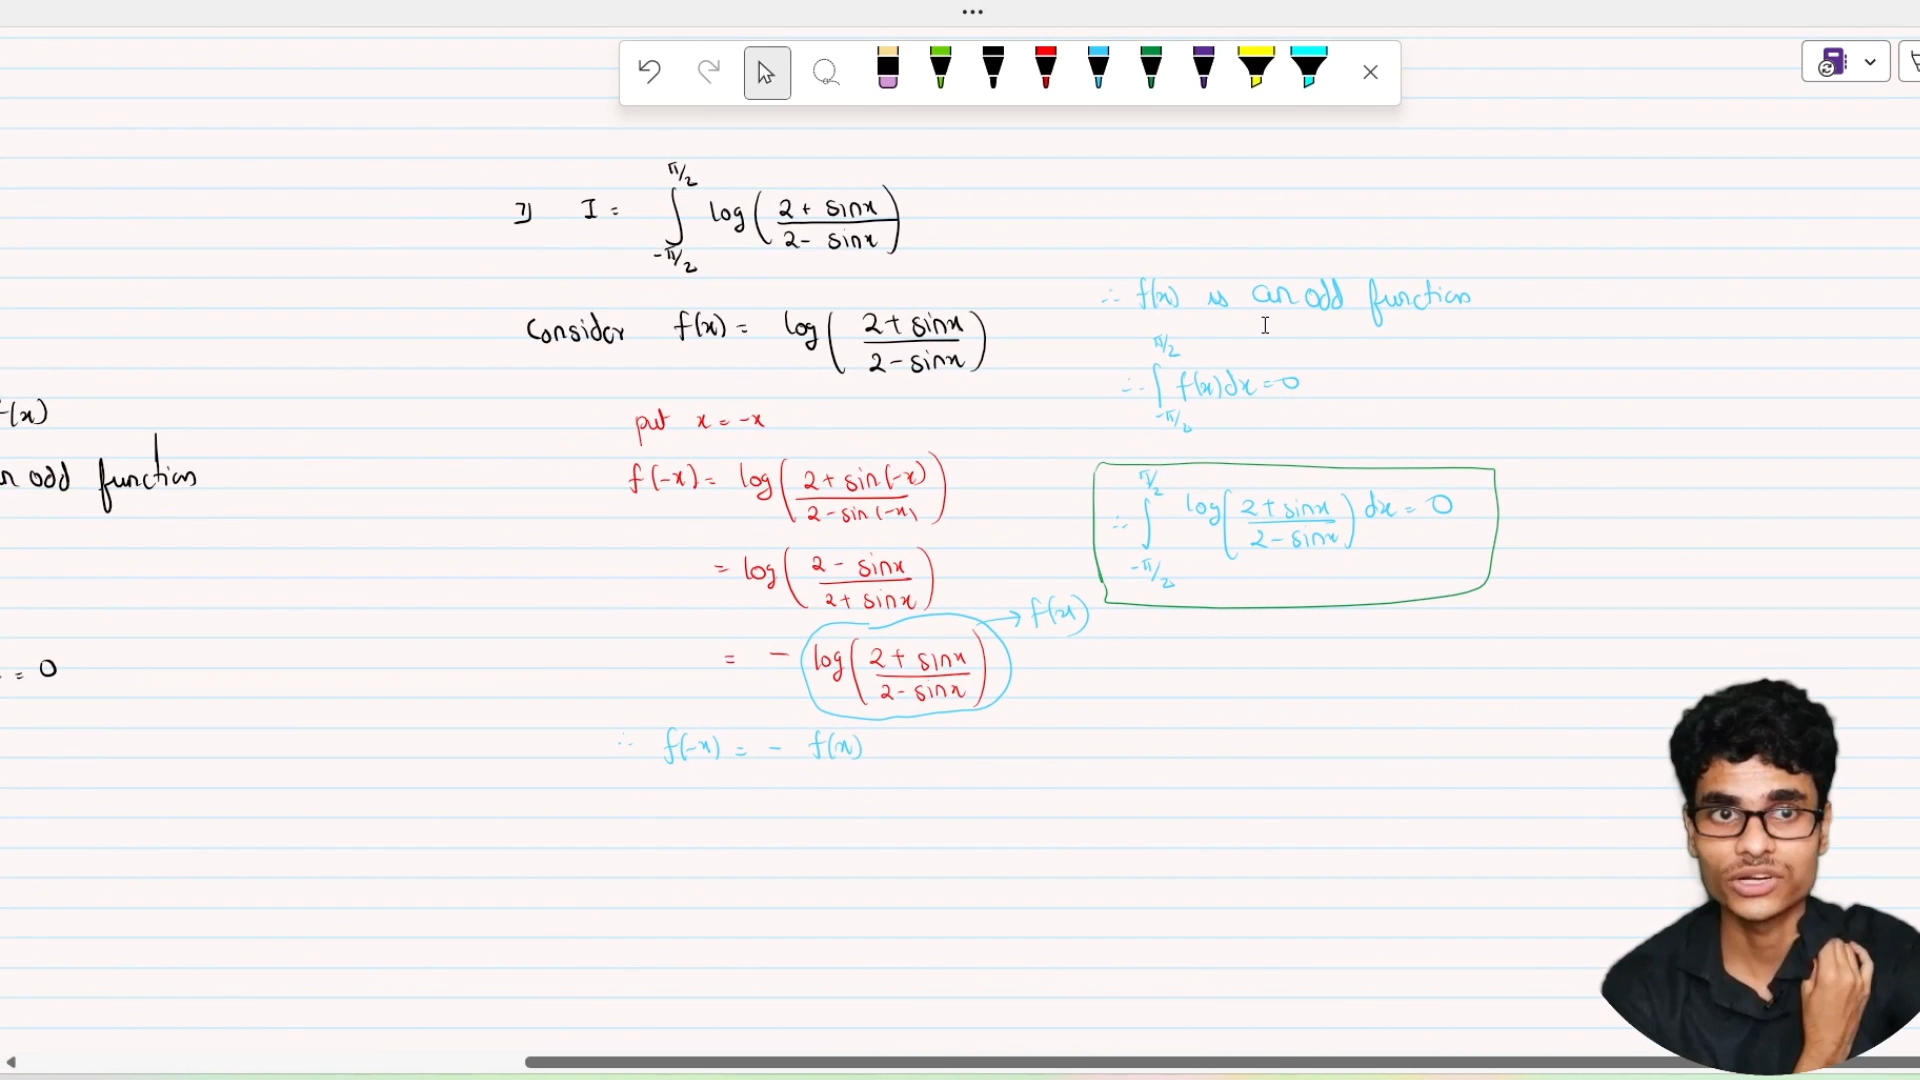 7) I = ∫_{-π/2}^{π/2} log( (2 + sinx)/(2 - sinx) )
Consider f(x) = log( (2 + sinx)/(2 - sinx) )
put x = -x
f(-x) = log( (2 + sin(-x))/(2 - sin(-x)) )
= log( (2 - sinx)/(2 + sinx) )
= - log( (2 + sinx)/(2 - sinx) ) → f(x)
∴ f(-x) = - f(x)
∴ f(x) is an odd function
∴ ∫_{-π/2}^{π/2} f(x)dx = 0
∴ ∫_{-π/2}^{π/2} log( (2 + sinx)/(2 - sinx) ) dx = 0
f(x)
n odd function
= 0